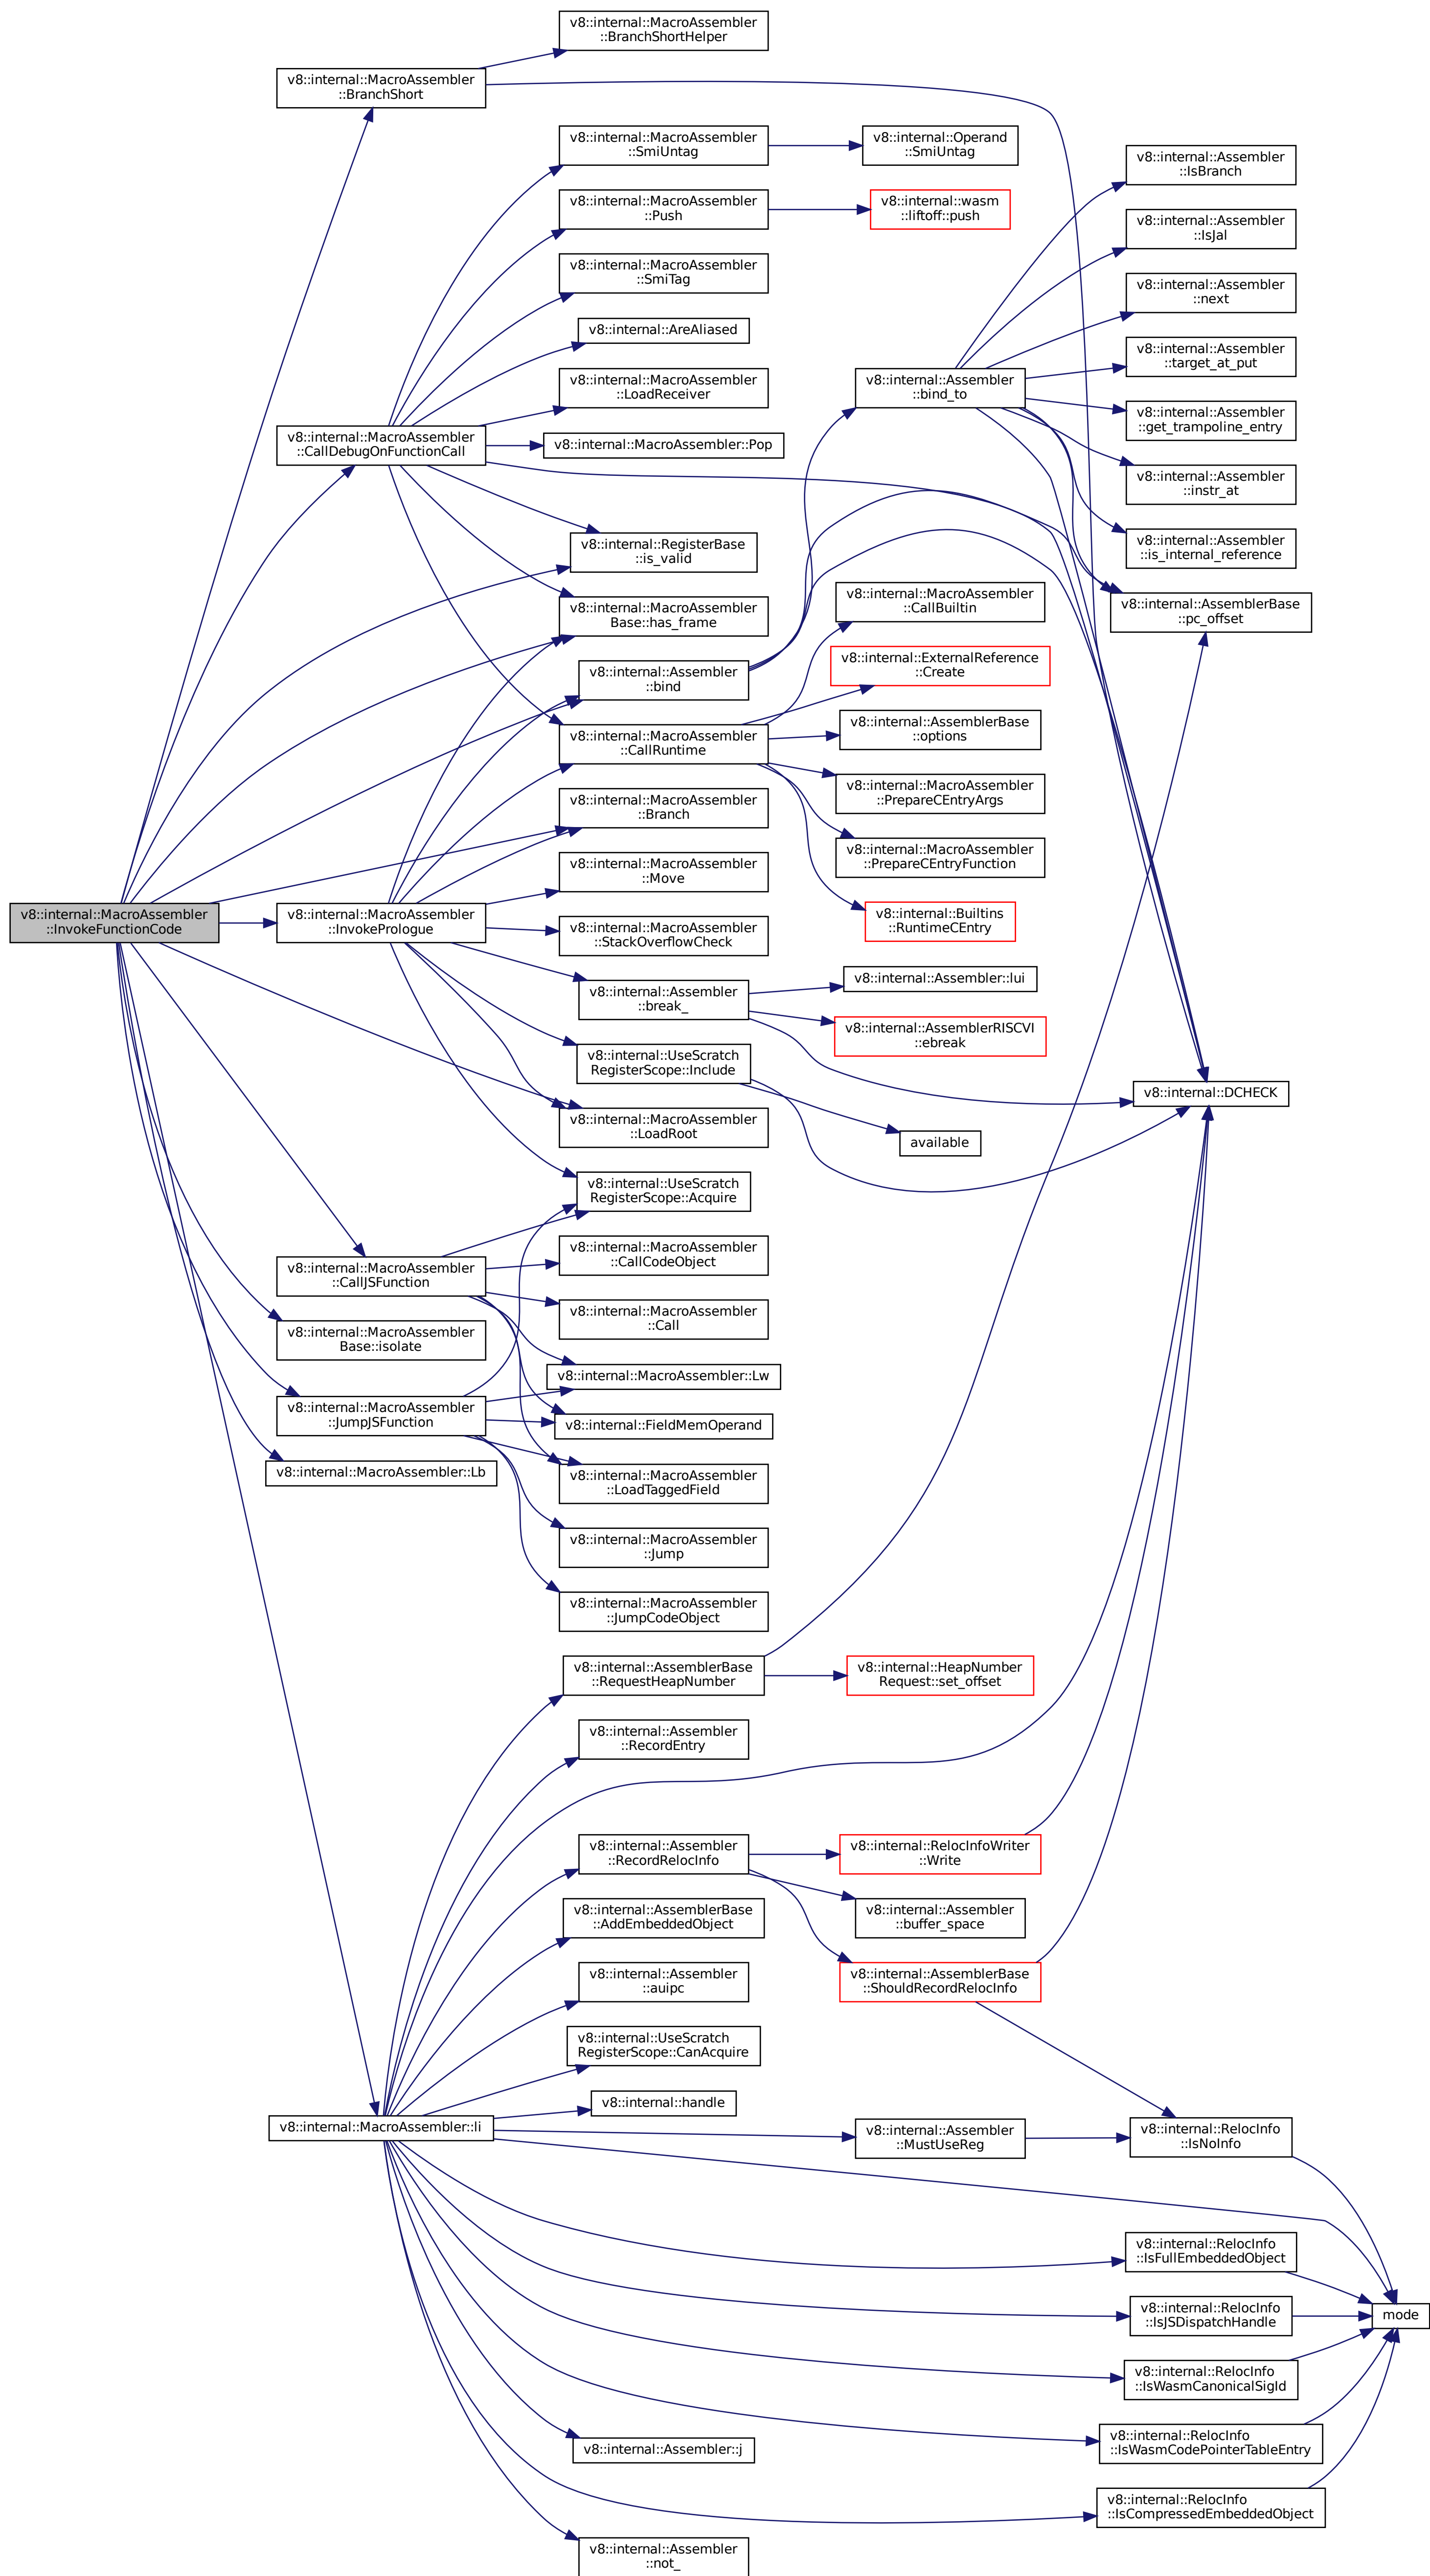 v8::internal::MacroAssembler
::BranchShortHelper
v8::internal::MacroAssembler
::BranchShort
v8::internal::MacroAssembler
::SmiUntag
v8::internal::Operand
::SmiUntag
v8::internal::Assembler
::IsBranch
v8::internal::MacroAssembler
::Push
v8::internal::wasm
::liftoff::push
v8::internal::Assembler
::IsJal
v8::internal::MacroAssembler
::SmiTag
v8::internal::Assembler
::next
v8::internal::AreAliased
v8::internal::Assembler
::target_at_put
v8::internal::MacroAssembler
::LoadReceiver
v8::internal::Assembler
::bind_to
v8::internal::Assembler
::get_trampoline_entry
v8::internal::MacroAssembler
::CallDebugOnFunctionCall
v8::internal::MacroAssembler::Pop
v8::internal::Assembler
::instr_at
v8::internal::RegisterBase
::is_valid
v8::internal::Assembler
::is_internal_reference
v8::internal::MacroAssembler
Base::has_frame
v8::internal::MacroAssembler
::CallBuiltin
v8::internal::AssemblerBase
::pc_offset
v8::internal::Assembler
::bind
v8::internal::ExternalReference
::Create
v8::internal::MacroAssembler
::CallRuntime
v8::internal::AssemblerBase
::options
v8::internal::MacroAssembler
::Branch
v8::internal::MacroAssembler
::PrepareCEntryArgs
v8::internal::MacroAssembler
::Move
v8::internal::MacroAssembler
::PrepareCEntryFunction
v8::internal::MacroAssembler
::InvokeFunctionCode
v8::internal::MacroAssembler
::InvokePrologue
v8::internal::MacroAssembler
::StackOverflowCheck
v8::internal::Builtins
::RuntimeCEntry
v8::internal::Assembler
::break_
v8::internal::Assembler::lui
v8::internal::AssemblerRISCVI
::ebreak
v8::internal::UseScratch
RegisterScope::Include
v8::internal::DCHECK
v8::internal::MacroAssembler
::LoadRoot
available
v8::internal::UseScratch
RegisterScope::Acquire
v8::internal::MacroAssembler
::CallJSFunction
v8::internal::MacroAssembler
::CallCodeObject
v8::internal::MacroAssembler
::Call
v8::internal::MacroAssembler
Base::isolate
v8::internal::MacroAssembler::Lw
v8::internal::MacroAssembler
::JumpJSFunction
v8::internal::FieldMemOperand
v8::internal::MacroAssembler::Lb
v8::internal::MacroAssembler
::LoadTaggedField
v8::internal::MacroAssembler
::Jump
v8::internal::MacroAssembler
::JumpCodeObject
v8::internal::AssemblerBase
::RequestHeapNumber
v8::internal::HeapNumber
Request::set_offset
v8::internal::Assembler
::RecordEntry
v8::internal::Assembler
::RecordRelocInfo
v8::internal::RelocInfoWriter
::Write
v8::internal::AssemblerBase
::AddEmbeddedObject
v8::internal::Assembler
::buffer_space
v8::internal::Assembler
::auipc
v8::internal::AssemblerBase
::ShouldRecordRelocInfo
v8::internal::UseScratch
RegisterScope::CanAcquire
v8::internal::handle
v8::internal::MacroAssembler::li
v8::internal::Assembler
::MustUseReg
v8::internal::RelocInfo
::IsNoInfo
v8::internal::RelocInfo
::IsFullEmbeddedObject
v8::internal::RelocInfo
::IsJSDispatchHandle
mode
v8::internal::RelocInfo
::IsWasmCanonicalSigId
v8::internal::Assembler::j
v8::internal::RelocInfo
::IsWasmCodePointerTableEntry
v8::internal::RelocInfo
::IsCompressedEmbeddedObject
v8::internal::Assembler
::not_